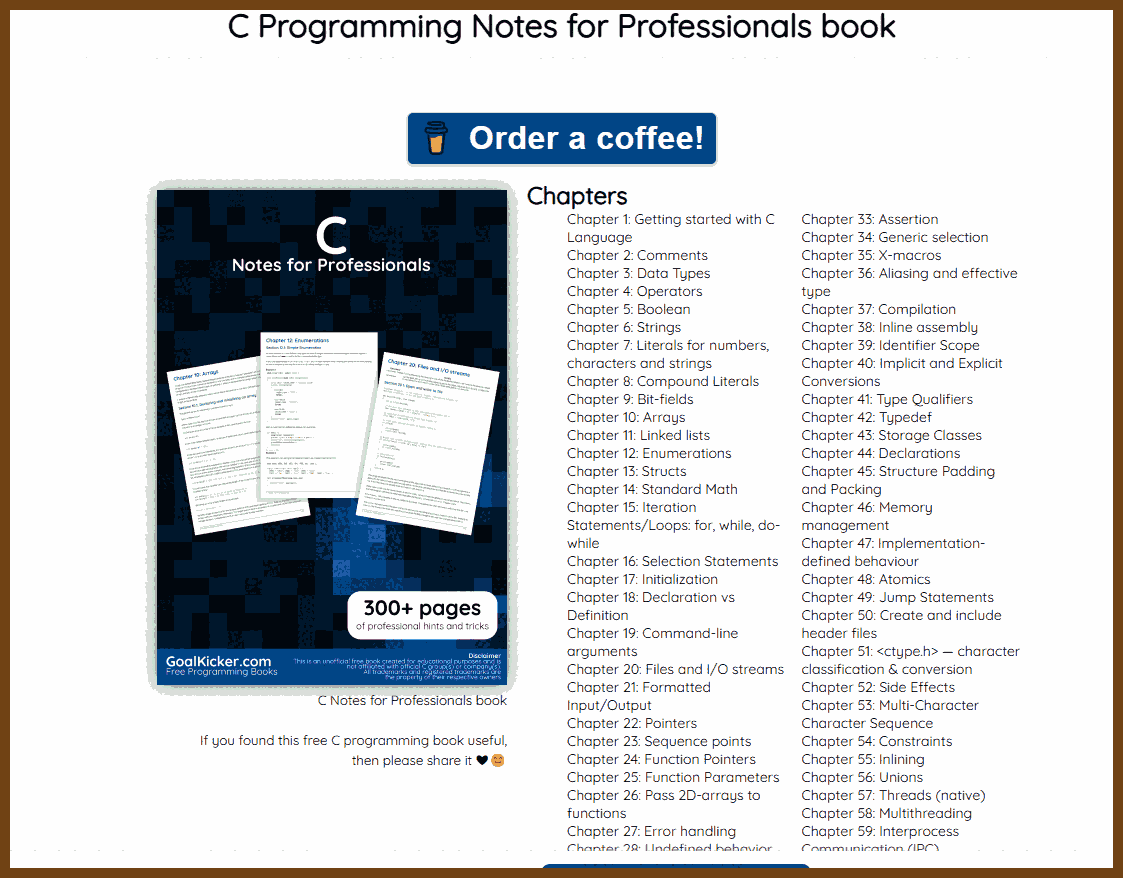 C Programming Notes for Professionals book
Order a coffee!
C
Notes for Professionals
Chapter 10: Arrays
Chapter 12: Enumerations
Section 12.1: Simple Enumeration
Chapter 20: Files and I/O streams
300+ pages
of professional hints and tricks
GoalKicker.com
Free Programming Books
Disclaimer
This is an unofficial free book created for educational purposes and is
not affiliated with official C group(s) or company(s).
All trademarks and registered trademarks are
the property of their respective owners
C Notes for Professionals book
If you found this free C programming book useful,
then please share it
Chapters
Chapter 1: Getting started with C
Language
Chapter 2: Comments
Chapter 3: Data Types
Chapter 4: Operators
Chapter 5: Boolean
Chapter 6: Strings
Chapter 7: Literals for numbers,
characters and strings
Chapter 8: Compound Literals
Chapter 9: Bit-fields
Chapter 10: Arrays
Chapter 11: Linked lists
Chapter 12: Enumerations
Chapter 13: Structs
Chapter 14: Standard Math
Chapter 15: Iteration
Statements/Loops: for, while, do-
while
Chapter 16: Selection Statements
Chapter 17: Initialization
Chapter 18: Declaration vs
Definition
Chapter 19: Command-line
arguments
Chapter 20: Files and I/O streams
Chapter 21: Formatted
Input/Output
Chapter 22: Pointers
Chapter 23: Sequence points
Chapter 24: Function Pointers
Chapter 25: Function Parameters
Chapter 26: Pass 2D-arrays to
functions
Chapter 27: Error handling
Chapter 28: Undefined behavior
Chapter 33: Assertion
Chapter 34: Generic selection
Chapter 35: X-macros
Chapter 36: Aliasing and effective
type
Chapter 37: Compilation
Chapter 38: Inline assembly
Chapter 39: Identifier Scope
Chapter 40: Implicit and Explicit
Conversions
Chapter 41: Type Qualifiers
Chapter 42: Typedef
Chapter 43: Storage Classes
Chapter 44: Declarations
Chapter 45: Structure Padding
and Packing
Chapter 46: Memory
management
Chapter 47: Implementation-
defined behaviour
Chapter 48: Atomics
Chapter 49: Jump Statements
Chapter 50: Create and include
header files
Chapter 51: <ctype.h> — character
classification & conversion
Chapter 52: Side Effects
Chapter 53: Multi-Character
Character Sequence
Chapter 54: Constraints
Chapter 55: Inlining
Chapter 56: Unions
Chapter 57: Threads (native)
Chapter 58: Multithreading
Chapter 59: Interprocess
Communication (IPC)